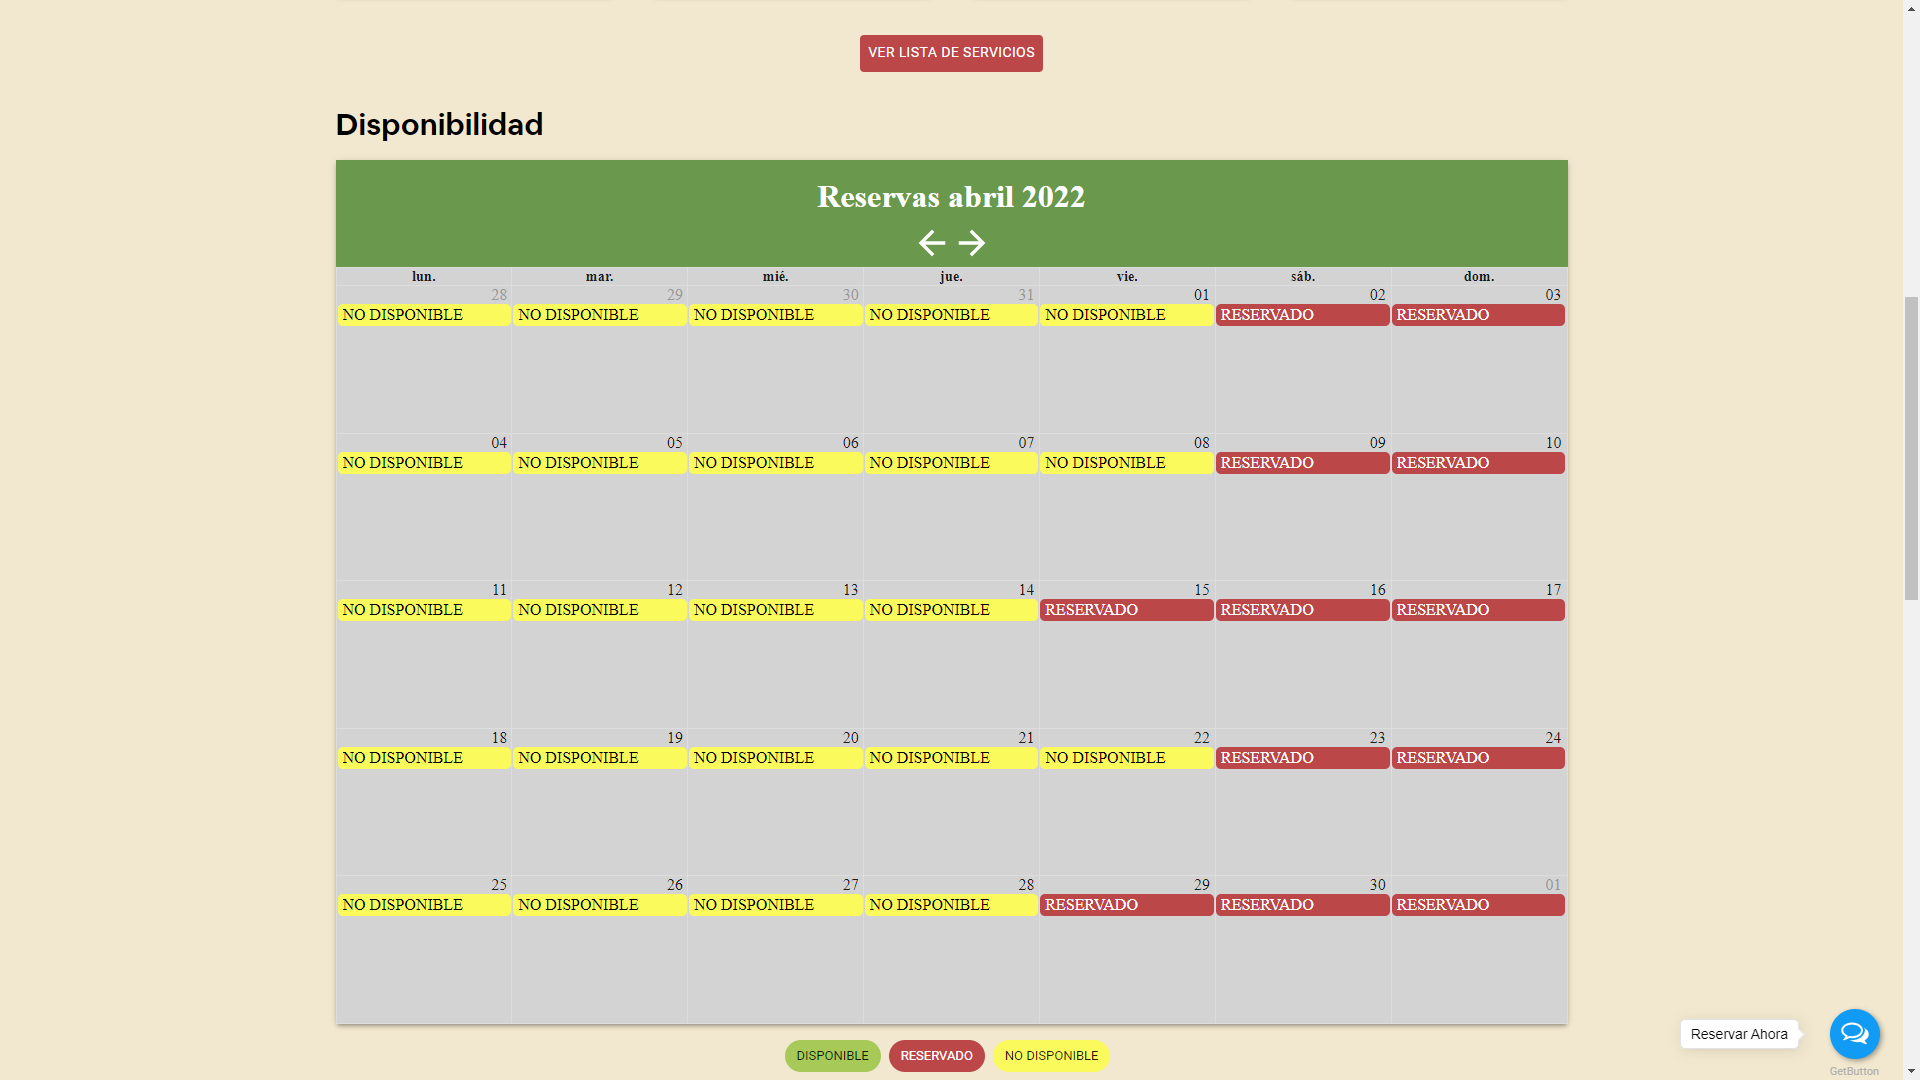 VER LISTA DE SERVICIOS
Disponibilidad
Reservas abril 2022
lun. mar. mié. jue. vie. sáb. dom.
28 29 30 31 01 02 03
NO DISPONIBLE NO DISPONIBLE NO DISPONIBLE NO DISPONIBLE NO DISPONIBLE RESERVADO RESERVADO
04 05 06 07 08 09 10
NO DISPONIBLE NO DISPONIBLE NO DISPONIBLE NO DISPONIBLE NO DISPONIBLE RESERVADO RESERVADO
11 12 13 14 15 16 17
NO DISPONIBLE NO DISPONIBLE NO DISPONIBLE NO DISPONIBLE RESERVADO RESERVADO RESERVADO
18 19 20 21 22 23 24
NO DISPONIBLE NO DISPONIBLE NO DISPONIBLE NO DISPONIBLE NO DISPONIBLE RESERVADO RESERVADO
25 26 27 28 29 30 01
NO DISPONIBLE NO DISPONIBLE NO DISPONIBLE NO DISPONIBLE RESERVADO RESERVADO RESERVADO
DISPONIBLE RESERVADO NO DISPONIBLE
Reservar Ahora
GetButton